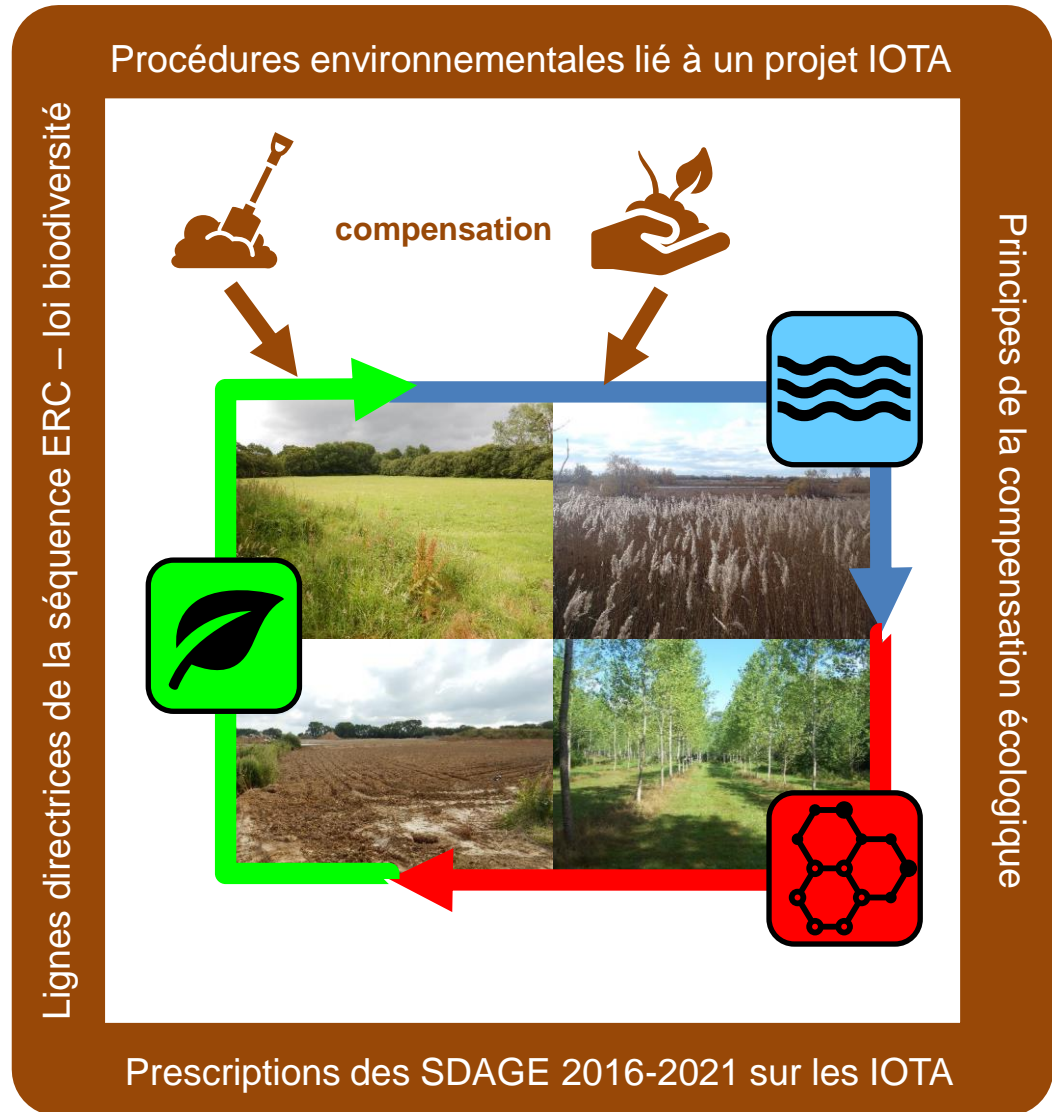 Procédures environnementales lié à un projet IOTA
Lignes directrices de la séquence ERC – loi biodiversité
compensation
Principes de la compensation écologique
Prescriptions des SDAGE 2016-2021 sur les IOTA